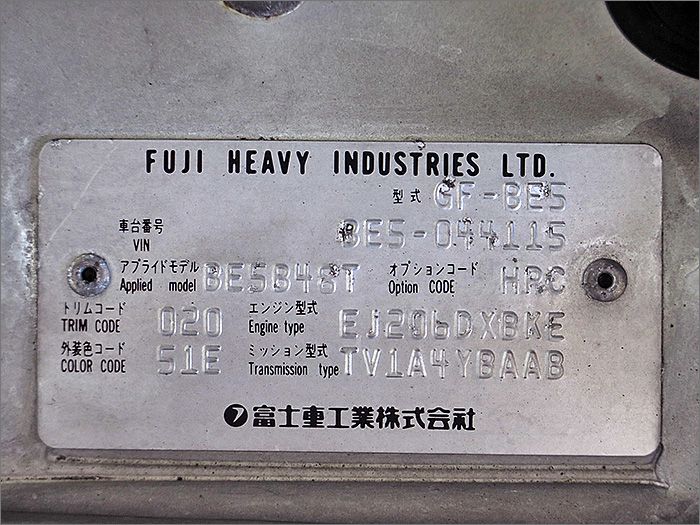 FUJI HEAVY INDUSTRIES LTD.
型式 GF-BE5
車台番号 VIN BE5-044115
アプライドモデル Applied model BE5B48T オプションコード Option CODE HRC
トリムコード TRIM CODE 020 エンジン型式 Engine type EJ206DXBKE
外装色コード COLOR CODE 51E ミッション型式 Transmission type TV1A4YBAAB
富士重工業株式会社